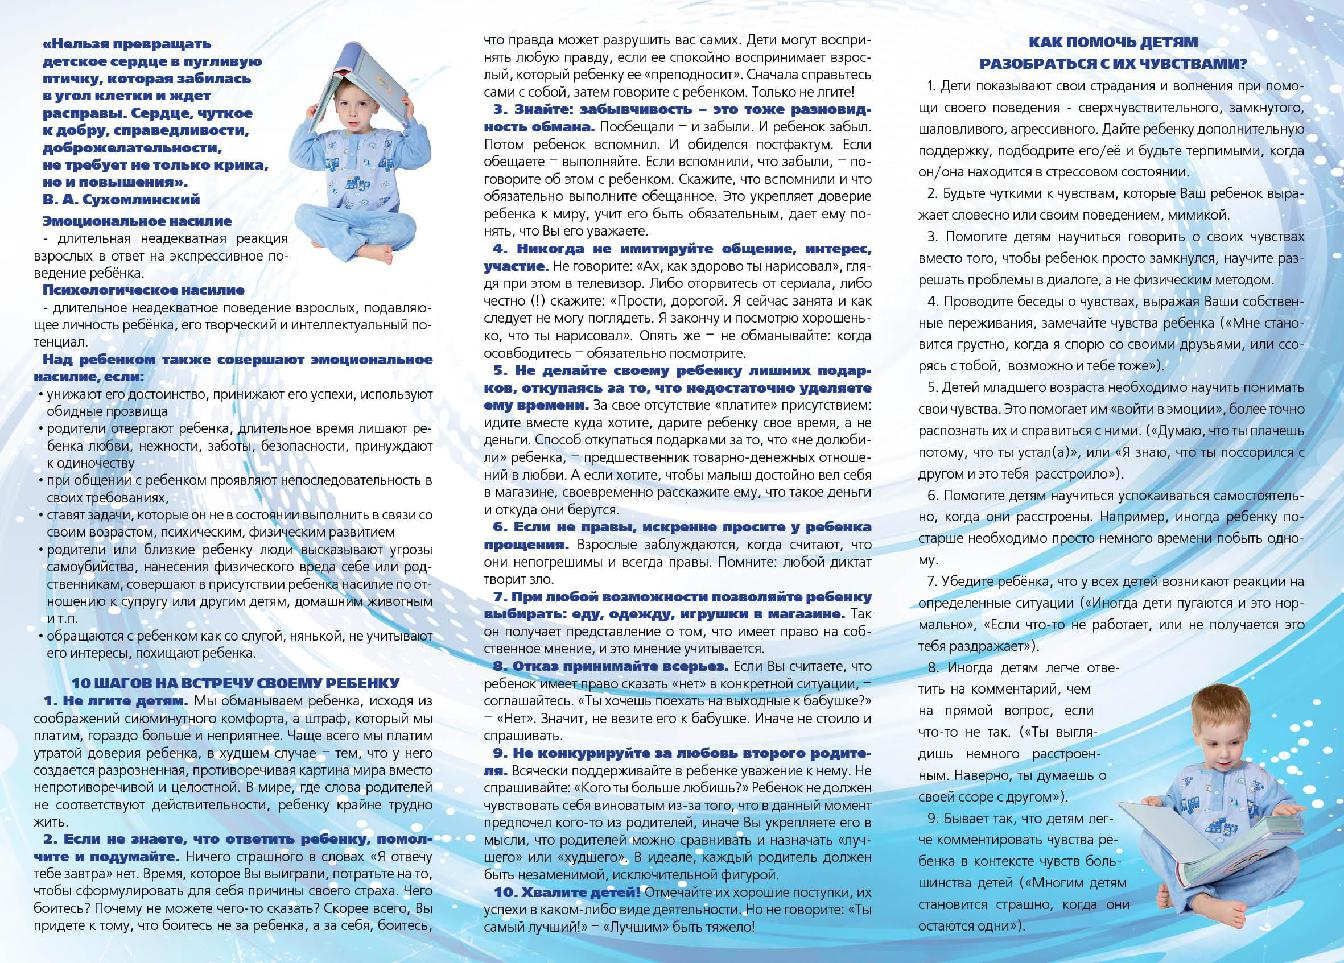 «Нельзя превращать
детское сердце в пугливую
птичку, которая забилась
в угол клетки и ждет
расправы. Сердце, чуткое
к добру, справедливости,
доброжелательности,
не требует не только крика,
но и повышения».
В. А. Сухомлинский
Эмоциональное насилие
- длительная неадекватная реакция
взрослых в ответ на экспрессивное по-
ведение ребёнка.
Психологическое насилие
- длительное неадекватное поведение взрослых, подавляю-
щее личность ребёнка, его творческий и интеллектуальный по-
тенциал.
Над ребенком также совершают эмоциональное
насилие, если:
• унижают его достоинство, принижают его успехи, используют
обидные прозвища
• родители отвергают ребенка, длительное время лишают ре-
бенка любви, нежности, заботы, безопасности, принуждают
к одиночеству
• при общении с ребенком проявляют непоследовательность в
своих требованиях,
• ставят задачи, которые он не в состоянии выполнить в связи со
своим возрастом, психическим, физическим развитием
• родители или близкие ребенку люди высказывают угрозы
самоубийства, нанесения физического вреда себе или род-
ственникам, совершают в присутствии ребенка насилие по от-
ношению к супругу или другим детям, домашним животным
и т.п.
• обращаются с ребенком как со слугой, нянькой, не учитывают
его интересы, похищают ребенка.
10 ШАГОВ НА ВСТРЕЧУ СВОЕМУ РЕБЕНКУ
1. Не лгите детям. Мы обманываем ребенка, исходя из
соображений сиюминутного комфорта, а штраф, который мы
платим, гораздо больше и неприятнее. Чаще всего мы платим
утратой доверия ребенка, в худшем случае – тем, что у него
создается разрозненная, противоречивая картина мира вместо
непротиворечивой и целостной. В мире, где слова родителей
не соответствуют действительности, ребенку крайне трудно
жить.
2. Если не знаете, что ответить ребенку, помол-
чите и подумайте. Ничего страшного в словах «Я отвечу
тебе завтра» нет. Время, которое Вы выиграли, потратьте на то,
чтобы сформулировать для себя причины своего страха. Чего
боитесь? Почему не можете чего-то сказать? Скорее всего, Вы
придете к тому, что боитесь не за ребенка, а за себя, боитесь,
что правда может разрушить вас самих. Дети могут воспри-
нять любую правду, если ее спокойно воспринимает взрос-
лый, который ребенку ее «преподносит». Сначала справьтесь
сами с собой, затем говорите с ребенком. Только не лгите!
3. Знайте: забывчивость – это тоже разновид-
ность обмана. Пообещали – и забыли. И ребенок забыл.
Потом ребенок вспомнил. И обиделся постфактум. Если
обещаете – выполняйте. Если вспомнили, что забыли, – по-
говорите об этом с ребенком. Скажите, что вспомнили и что
обязательно выполните обещанное. Это укрепляет доверие
ребенка к миру, учит его быть обязательным, дает ему по-
нять, что Вы его уважаете.
4. Никогда не имитируйте общение, интерес,
участие. Не говорите: «Ах, как здорово ты нарисовал», гля-
дя при этом в телевизор. Либо оторвитесь от сериала, либо
честно (!) скажите: «Прости, дорогой. Я сейчас занята и как
следует не могу поглядеть. Я закончу и посмотрю хорошень-
ко, что ты нарисовал». Опять же – не обманывайте: когда
освободитесь – обязательно посмотрите.
5. Не делайте своему ребенку лишних подар-
ков, откупаясь за то, что недостаточно уделяете
ему времени. За свое отсутствие «платите» присутствием:
идите вместе куда хотите, дарите ребенку свое время, а не
деньги. Способ откупаться подарками за то, что «не долюби-
ли» ребенка, – предшественник товарно-денежных отноше-
ний в любви. А если хотите, чтобы малыш достойно вел себя
в магазине, своевременно расскажите ему, что такое деньги
и откуда они берутся.
6. Если не правы, искренне просите у ребенка
прощения. Взрослые заблуждаются, когда считают, что
они непогрешимы и всегда правы. Помните: любой диктат
творит зло.
7. При любой возможности позволяйте ребенку
выбирать: еду, одежду, игрушки в магазине. Так
он получает представление о том, что имеет право на соб-
ственное мнение, и это мнение учитывается.
8. Отказ принимайте всерьез. Если Вы считаете, что
ребенок имеет право сказать «нет» в конкретной ситуации, –
соглашайтесь. «Ты хочешь поехать на выходные к бабушке?»
– «Нет». Значит, не везите его к бабушке. Иначе не стоило и
спрашивать.
9. Не конкурируйте за любовь второго родите-
ля. Всячески поддерживайте в ребенке уважение к нему. Не
спрашивайте: «Кого ты больше любишь?» Ребенок не должен
чувствовать себя виноватым из-за того, что в данный момент
предпочел кого-то из родителей, иначе Вы укрепляете его в
мысли, что родителей можно сравнивать и назначать «луч-
шего» или «худшего». В идеале, каждый родитель должен
быть незаменимой, исключительной фигурой.
10. Хвалите детей! Отмечайте их хорошие поступки, их
успехи в каком-либо виде деятельности. Но не говорите: «Ты
самый лучший!» – «Лучшим» быть тяжело!
КАК ПОМОЧЬ ДЕТЯМ
РАЗОБРАТЬСЯ С ИХ ЧУВСТВАМИ?
1. Дети показывают свои страдания и волнения при помо-
щи своего поведения - сверхчувствительного, замкнутого,
шаловливого, агрессивного. Дайте ребенку дополнительную
поддержку, подбодрите его/её и будьте терпимыми, когда
он/она находится в стрессовом состоянии.
2. Будьте чуткими к чувствам, которые Ваш ребенок выра-
жает словесно или своим поведением, мимикой.
3. Помогите детям научиться говорить о своих чувствах
вместо того, чтобы ребенок просто замкнулся, научите раз-
решать проблемы в диалоге, а не физическим методом.
4. Проводите беседы о чувствах, выражая Ваши собствен-
ные переживания, замечайте чувства ребенка («Мне стано-
вится грустно, когда я спорю со своими друзьями, или ссо-
рясь с тобой, возможно и тебе тоже»).
5. Детей младшего возраста необходимо научить понимать
свои чувства. Это помогает им «войти в эмоции», более точно
распознать их и справиться с ними. («Думаю, что ты плачешь
потому, что ты устал(а)», или «Я знаю, что ты поссорился с
другом и это тебя расстроило»).
6. Помогите детям научиться успокаиваться самостоятель-
но, когда они расстроены. Например, иногда ребенку по-
старше необходимо просто немного времени побыть одно-
му.
7. Убедите ребёнка, что у всех детей возникают реакции на
определенные ситуации («Иногда дети пугаются и это нор-
мально», «Если что-то не работает, или не получается это
тебя раздражает»).
8. Иногда детям легче отве-
тить на комментарий, чем
на прямой вопрос, если
что-то не так. («Ты выгля-
дишь немного расстроен-
ным. Наверно, ты думаешь о
своей ссоре с другом»).
9. Бывает так, что детям лег-
че комментировать чувства ре-
бенка в контексте чувств боль-
шинства детей («Многим детям
становится страшно, когда они
остаются одни»).